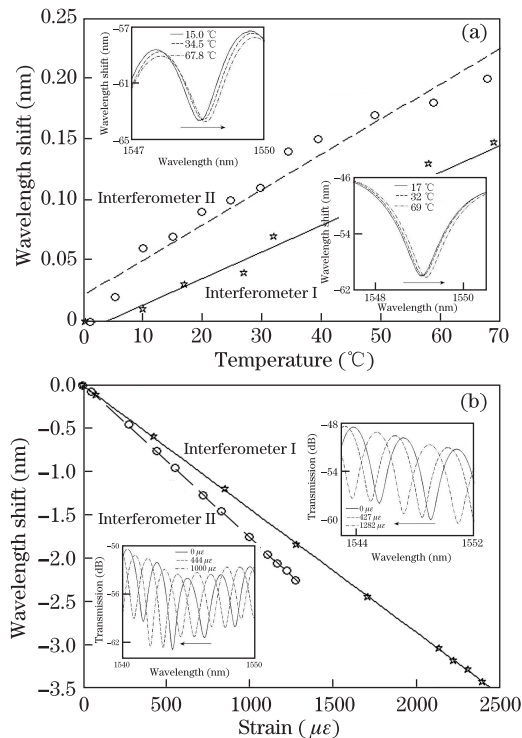 (a)
Wavelength shift (nm)
0.25
0.20
0.15
0.10
0.05
0
0 10 20 30 40 50 60 70
Temperature (℃)
Interferometer II
Interferometer I
−57
−61
−65
Wavelength shift (nm)
15.0 ℃
34.5 ℃
67.8 ℃
1547 1550
Wavelength (nm)
−46
−54
−62
Wavelength shift (nm)
17 ℃
32 ℃
69 ℃
1548 1550
Wavelength (nm)
(b)
Wavelength shift (nm)
0.0
−0.5
−1.0
−1.5
−2.0
−2.5
−3.0
−3.5
0 500 1000 1500 2000 2500
Strain (με)
Interferometer I
Interferometer II
−48
−54
−60
Transmission (dB)
0 με
427 με
1282 με
1544 1552
Wavelength (nm)
−50
−56
−62
Transmission (dB)
0 με
444 με
1000 με
1540 1550
Wavelength (nm)